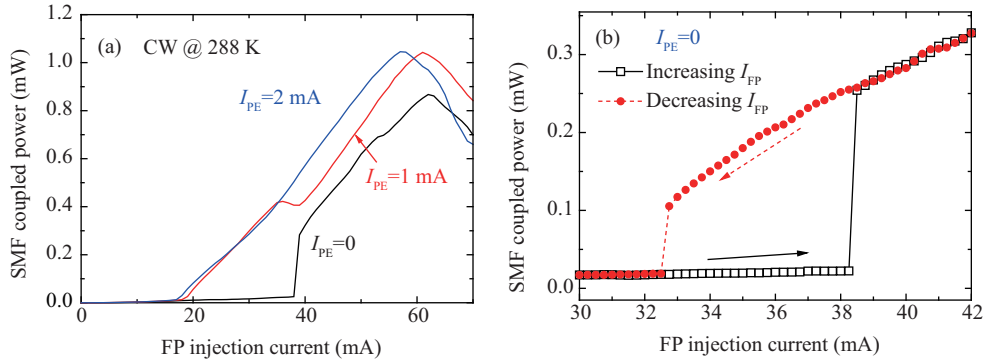 (a) CW @ 288 K
I_PE=2 mA
I_PE=1 mA
I_PE=0
SMF coupled power (mW)
0.0
0.2
0.4
0.6
0.8
1.0
1.2
0 20 40 60
FP injection current (mA)
(b) I_PE=0
Increasing I_FP
Decreasing I_FP
SMF coupled power (mW)
0.0
0.1
0.2
0.3
30 32 34 36 38 40 42
FP injection current (mA)